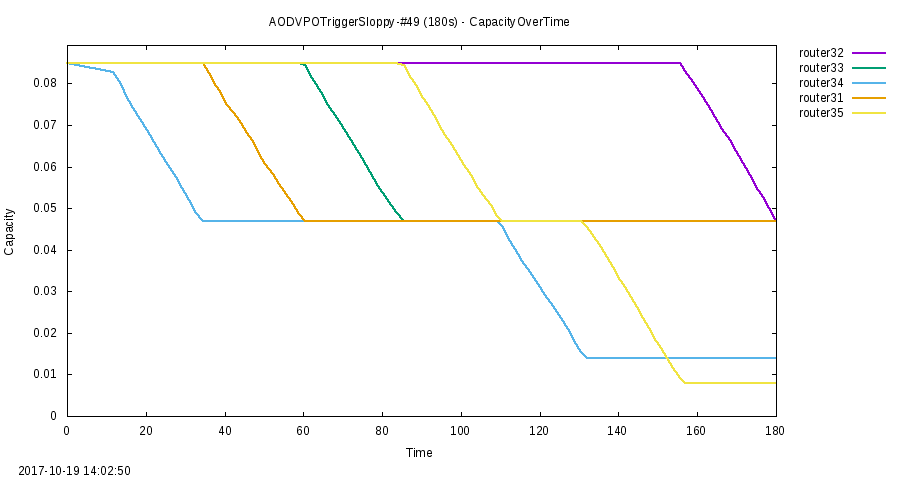 AODVPOTriggerSloppy-#49 (180s) - CapacityOverTime
router32
router33
router34
router31
router35
0.08
0.07
0.06
0.05
0.04
0.03
0.02
0.01
0
Capacity
0 20 40 60 80 100 120 140 160 180
Time
2017-10-19 14:02:50